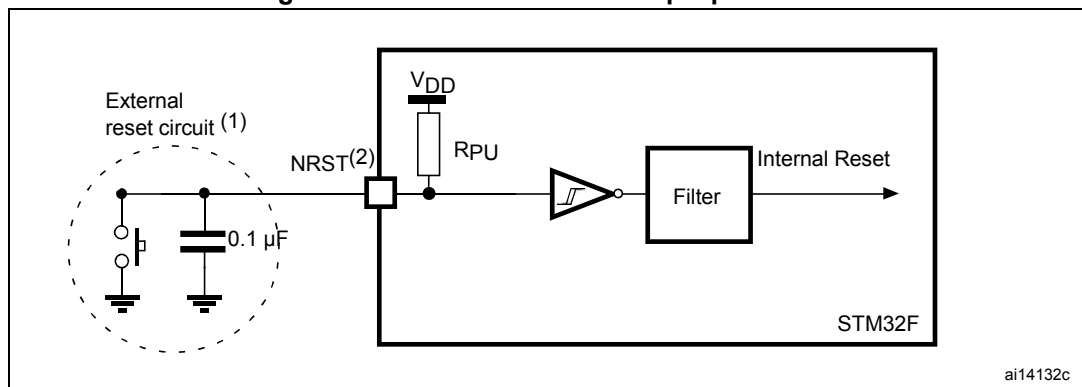 External
reset circuit (1)
VDD
NRST(2)
RPU
Internal Reset
Filter
0.1 µF
STM32F
ai14132c